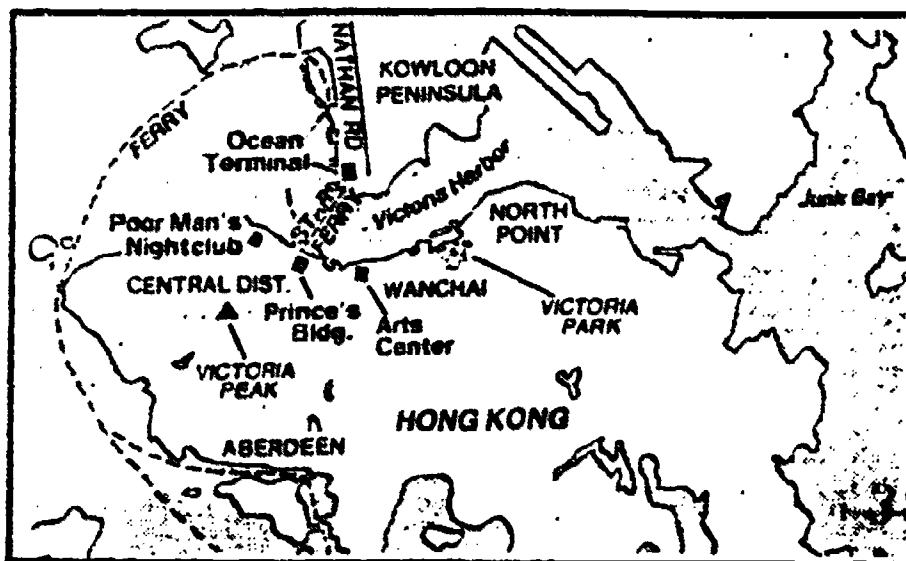 NATHAN RD
KOWLOON
PENINSULA
FERRY
Ocean
Terminal
Victoria Harbor
FERRY
Junk Bay
Poor Man's
Nightclub
NORTH
POINT
CENTRAL DIST.
WANCHAI
Prince's
Bldg.
Arts
Center
VICTORIA
PARK
VICTORIA
PEAK
HONG KONG
ABERDEEN